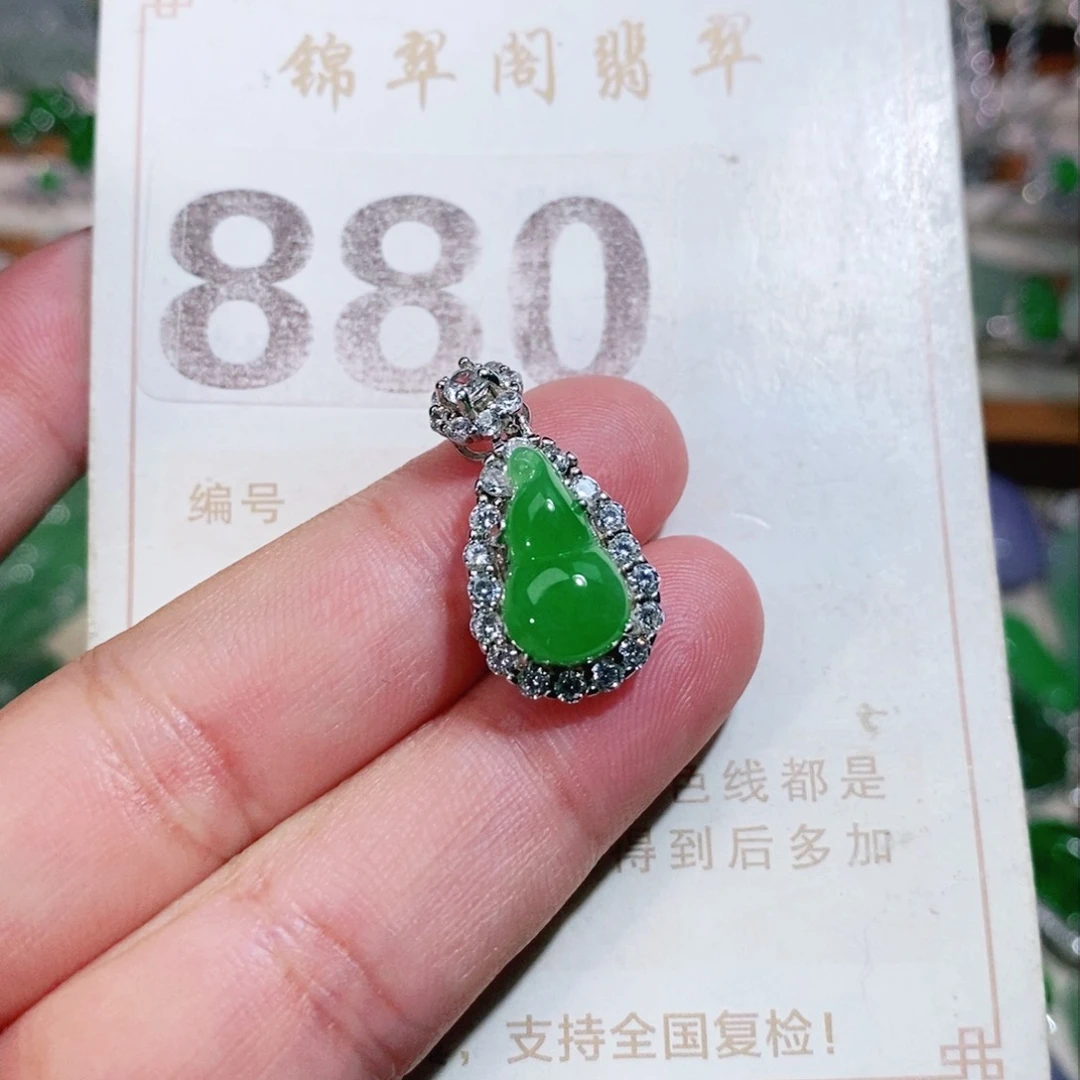 锦翠阁翡翠
880
编号
色线都是
得到后多加
，支持全国复检！